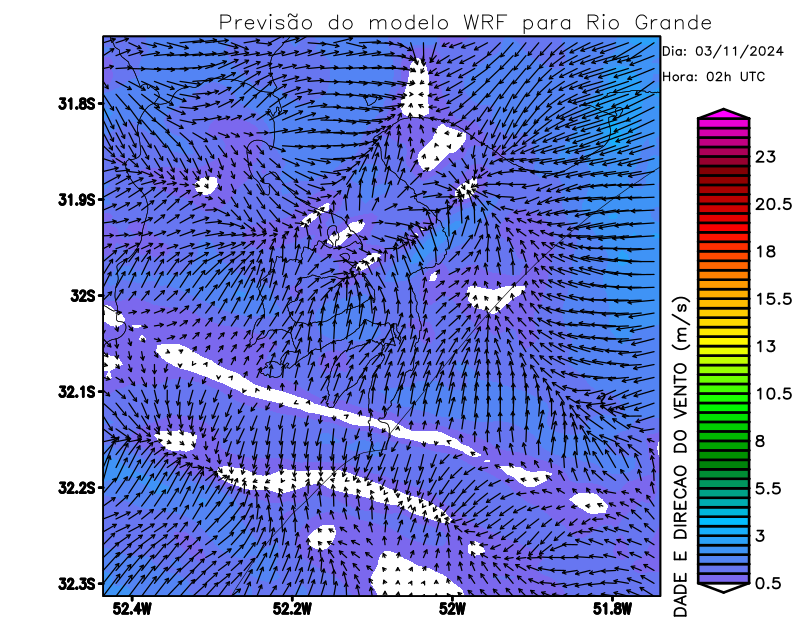 Previsão do modelo WRF para Rio Grande
Dia: 03/11/2024
Hora: 02h UTC
31.8S
31.9S
32S
32.1S
32.2S
32.3S
52.4W
52.2W
52W
51.8W
23
20.5
18
15.5
13
10.5
8
5.5
3
0.5
DADE E DIRECAO DO VENTO (m/s)